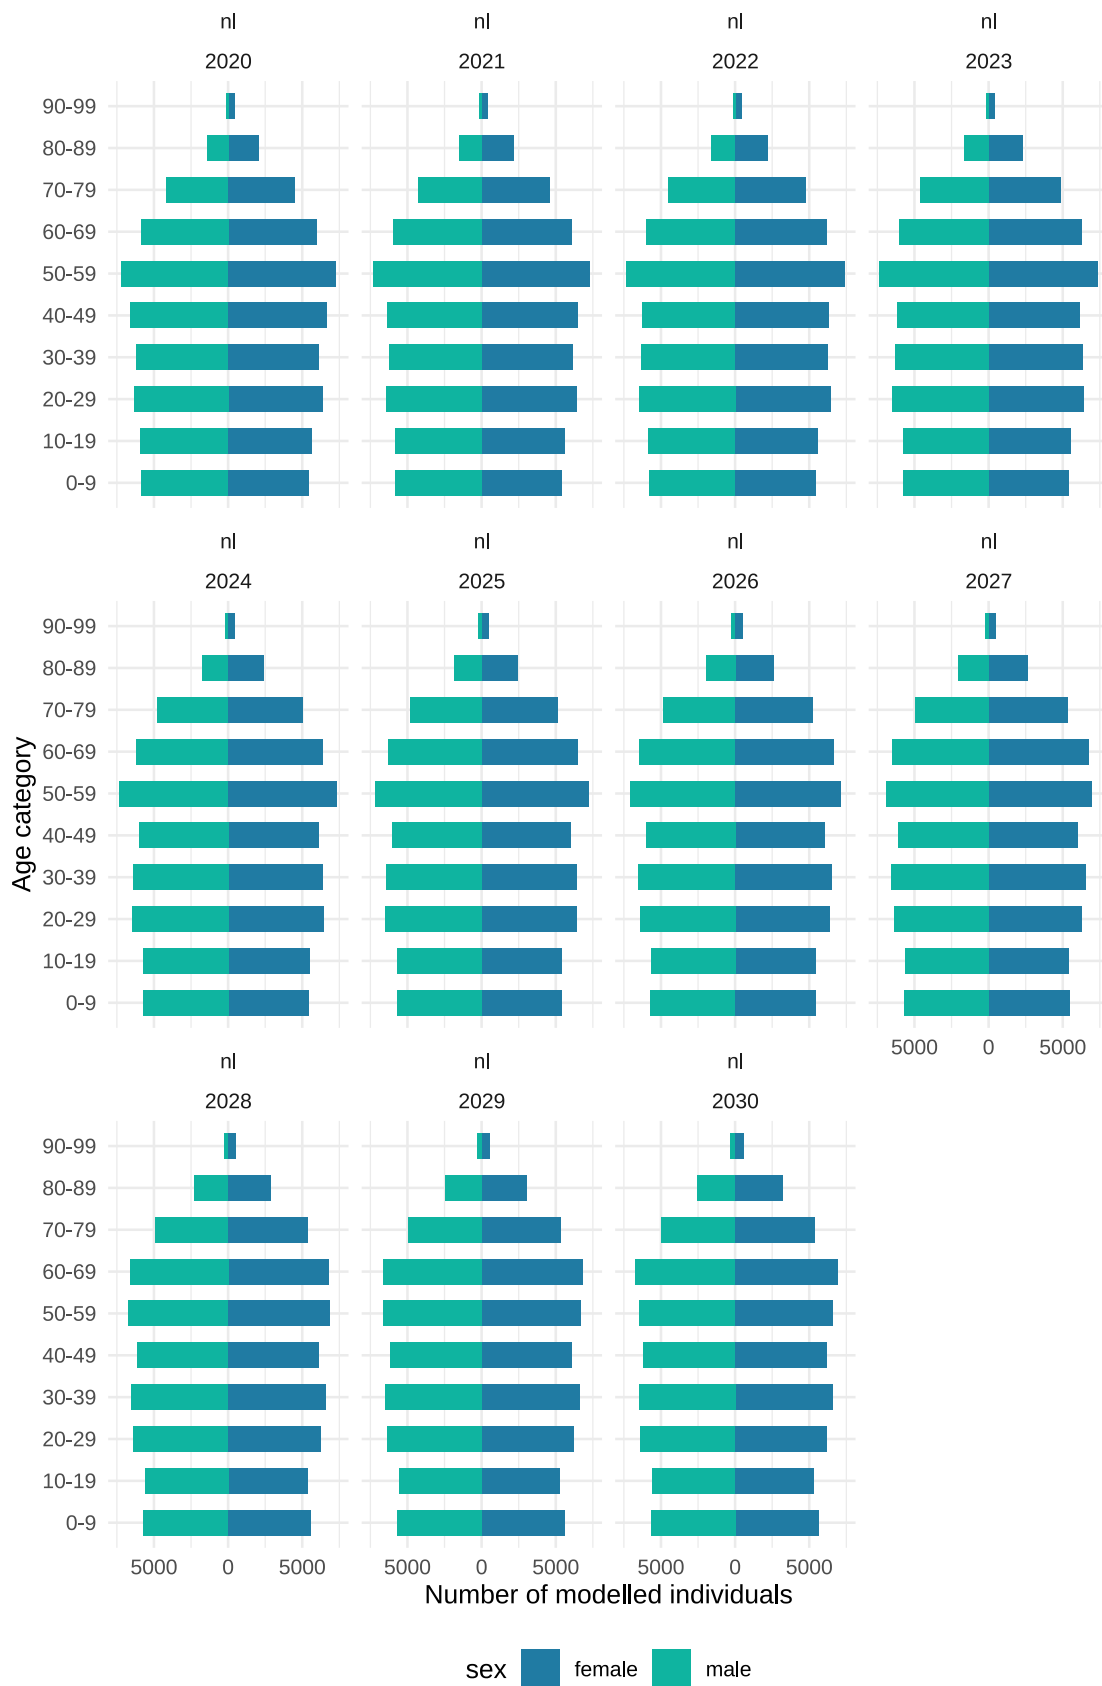 nl nl nl nl
2020 2021 2022 2023
90-99
80-89
70-79
60-69
50-59
40-49
30-39
20-29
10-19
0-9
nl nl nl nl
2024 2025 2026 2027
90-99
80-89
70-79
60-69
50-59
40-49
30-39
20-29
10-19
0-9
5000 0 5000
Age category
nl nl nl
2028 2029 2030
90-99
80-89
70-79
60-69
50-59
40-49
30-39
20-29
10-19
0-9
5000 0 5000 5000 0 5000 5000 0 5000
Number of modelled individuals
sex female male